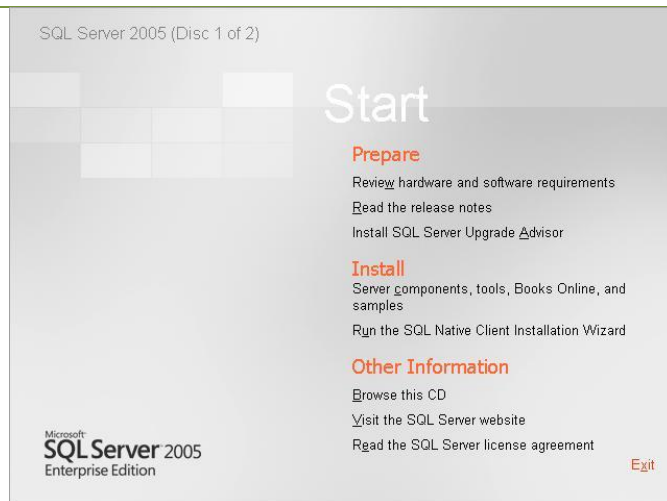 SQL Server 2005 (Disc 1 of 2)
Start
Prepare
Review hardware and software requirements
Read the release notes
Install SQL Server Upgrade Advisor
Install
Server components, tools, Books Online, and
samples
Run the SQL Native Client Installation Wizard
Other Information
Browse this CD
Visit the SQL Server website
Read the SQL Server license agreement
Exit
Microsoft
SQL Server 2005
Enterprise Edition